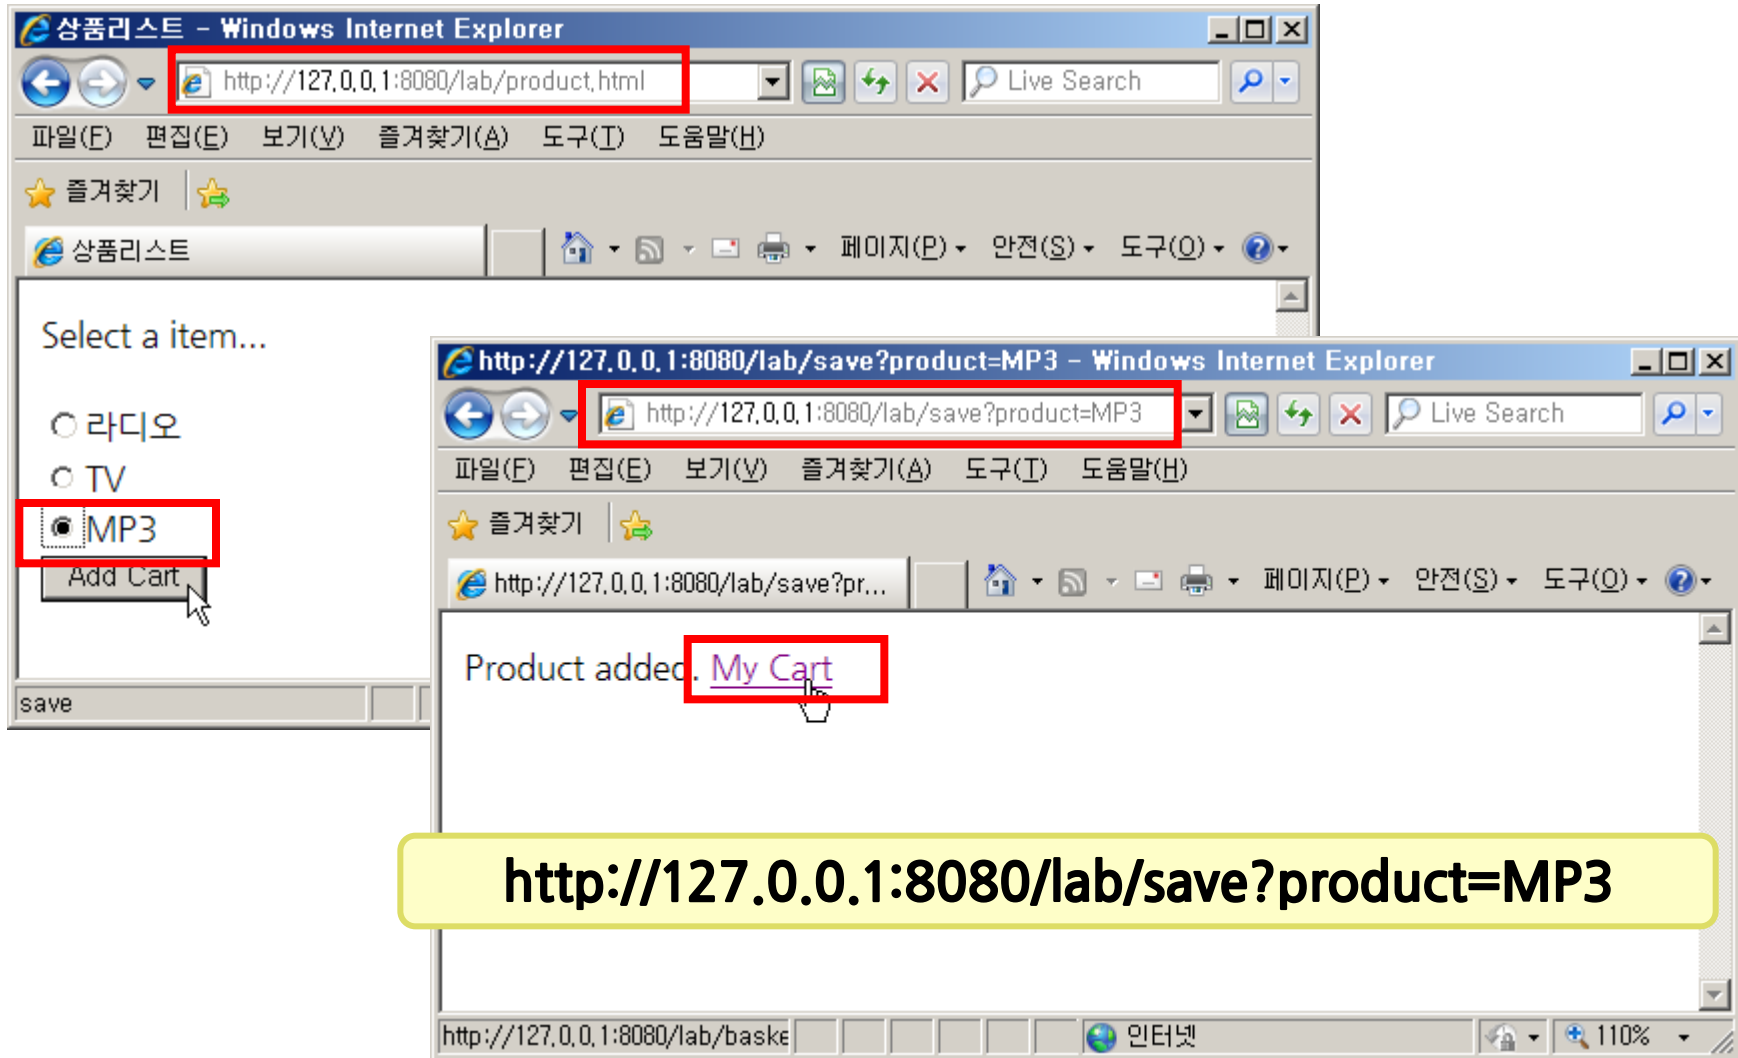 상품리스트 - Windows Internet Explorer
http://127.0.0.1:8080/lab/product.html
Live Search
파일(F) 편집(E) 보기(V) 즐겨찾기(A) 도구(T) 도움말(H)
즐겨찾기
상품리스트
페이지(P) 안전(S) 도구(O)
Select a item...
라디오
TV
MP3
Add Cart
save
http://127.0.0.1:8080/lab/save?product=MP3 - Windows Internet Explorer
http://127.0.0.1:8080/lab/save?product=MP3
Live Search
파일(F) 편집(E) 보기(V) 즐겨찾기(A) 도구(T) 도움말(H)
즐겨찾기
http://127.0.0.1:8080/lab/save?pr...
페이지(P) 안전(S) 도구(O)
Product added. My Cart
http://127.0.0.1:8080/lab/save?product=MP3
http://127.0.0.1:8080/lab/baske
인터넷
110%